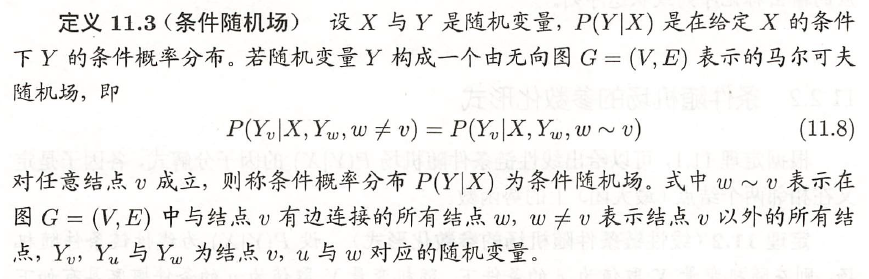 定义 11.3（条件随机场） 设 X 与 Y 是随机变量，P(Y|X) 是在给定 X 的条件
下 Y 的条件概率分布。若随机变量 Y 构成一个由无向图 G = (V, E) 表示的马尔可夫
随机场，即
P(Y_v|X, Y_w, w ≠ v) = P(Y_v|X, Y_w, w ∼ v) (11.8)
对任意结点 v 成立，则称条件概率分布 P(Y|X) 为条件随机场。式中 w ∼ v 表示在
图 G = (V, E) 中与结点 v 有边连接的所有结点 w, w ≠ v 表示结点 v 以外的所有结
点，Y_v, Y_u 与 Y_w 为结点 v, u 与 w 对应的随机变量。